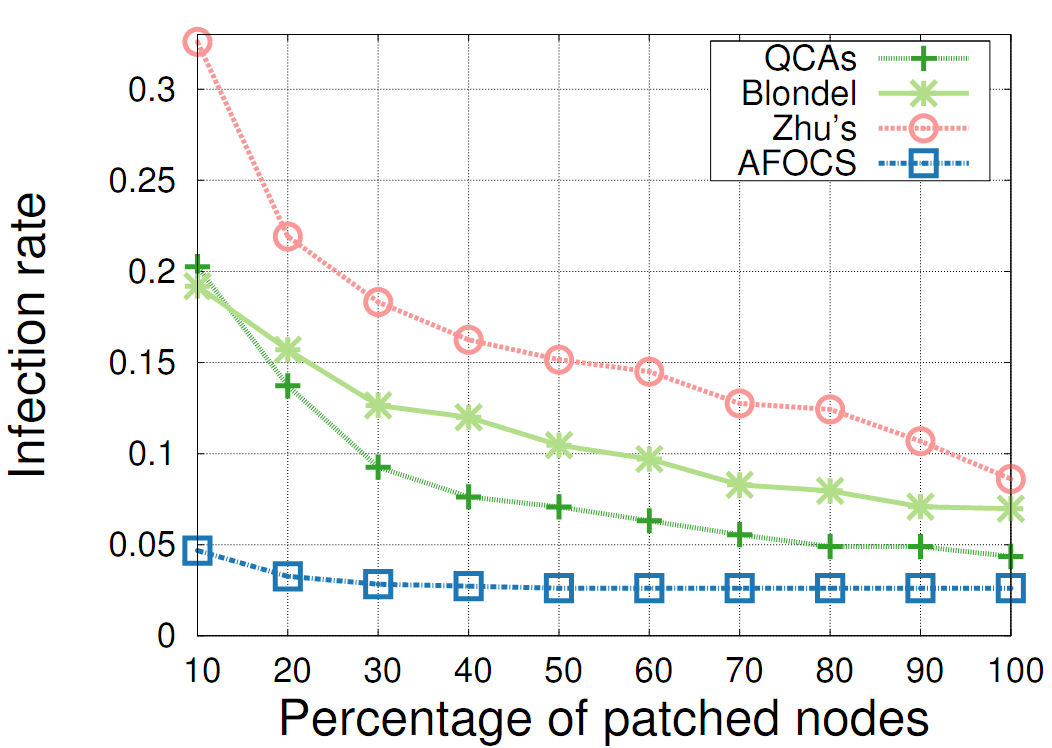 QCAs
Blondel
Zhu's
AFOCS
0.3
0.25
0.2
0.15
0.1
0.05
0
Infection rate
10 20 30 40 50 60 70 80 90 100
Percentage of patched nodes